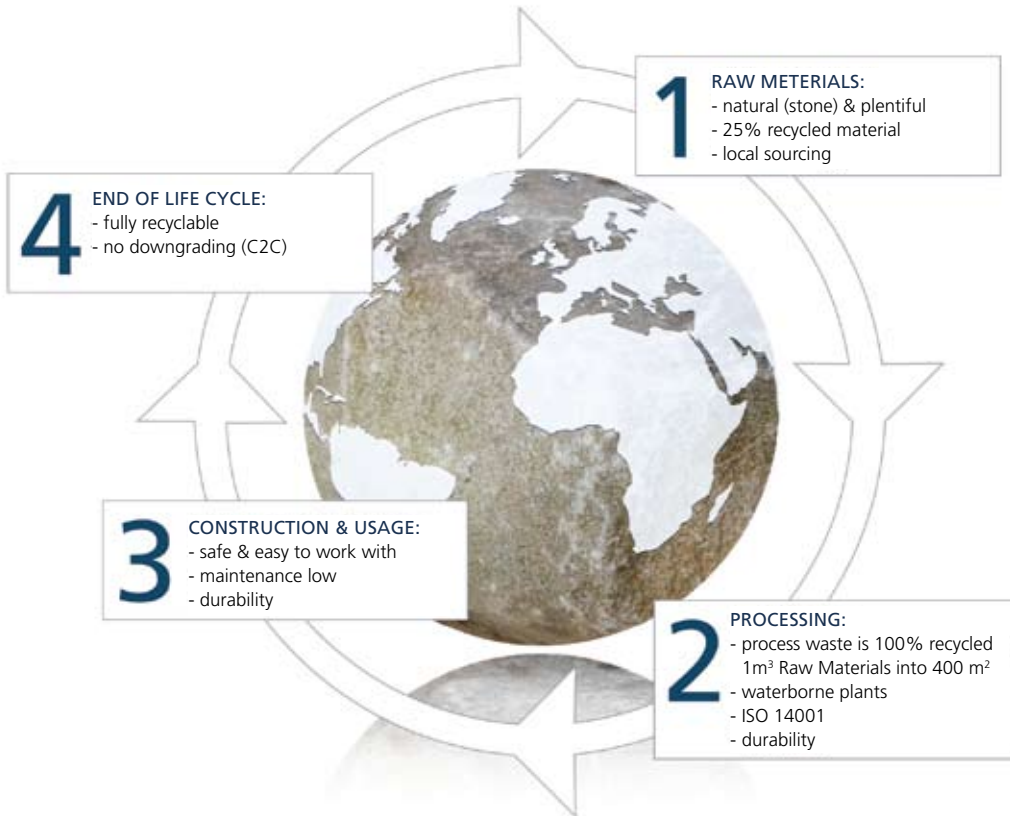 1
RAW METERIALS:
- natural (stone) & plentiful
- 25% recycled material
- local sourcing
2
PROCESSING:
- process waste is 100% recycled
1m³ Raw Materials into 400 m²
- waterborne plants
- ISO 14001
- durability
3
CONSTRUCTION & USAGE:
- safe & easy to work with
- maintenance low
- durability
4
END OF LIFE CYCLE:
- fully recyclable
- no downgrading (C2C)